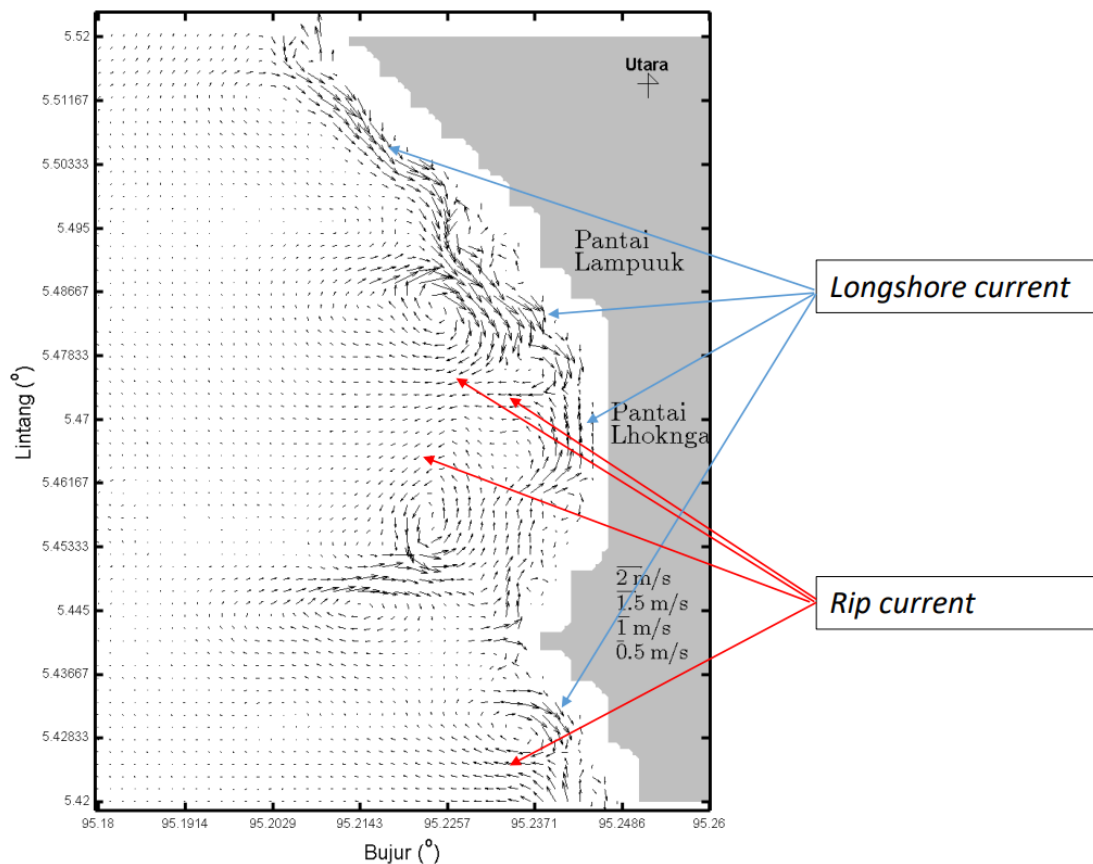 5.52
5.51167
5.50333
5.495
5.48667
5.47833
5.47
5.46167
5.45333
5.445
5.43667
5.42833
5.42
Lintang (°)
Utara
Pantai
Lampuuk
Pantai
Lhoknga
2 m/s
1.5 m/s
1 m/s
0.5 m/s
Longshore current
Rip current
95.18 95.1914 95.2029 95.2143 95.2257 95.2371 95.2486 95.26
Bujur (°)